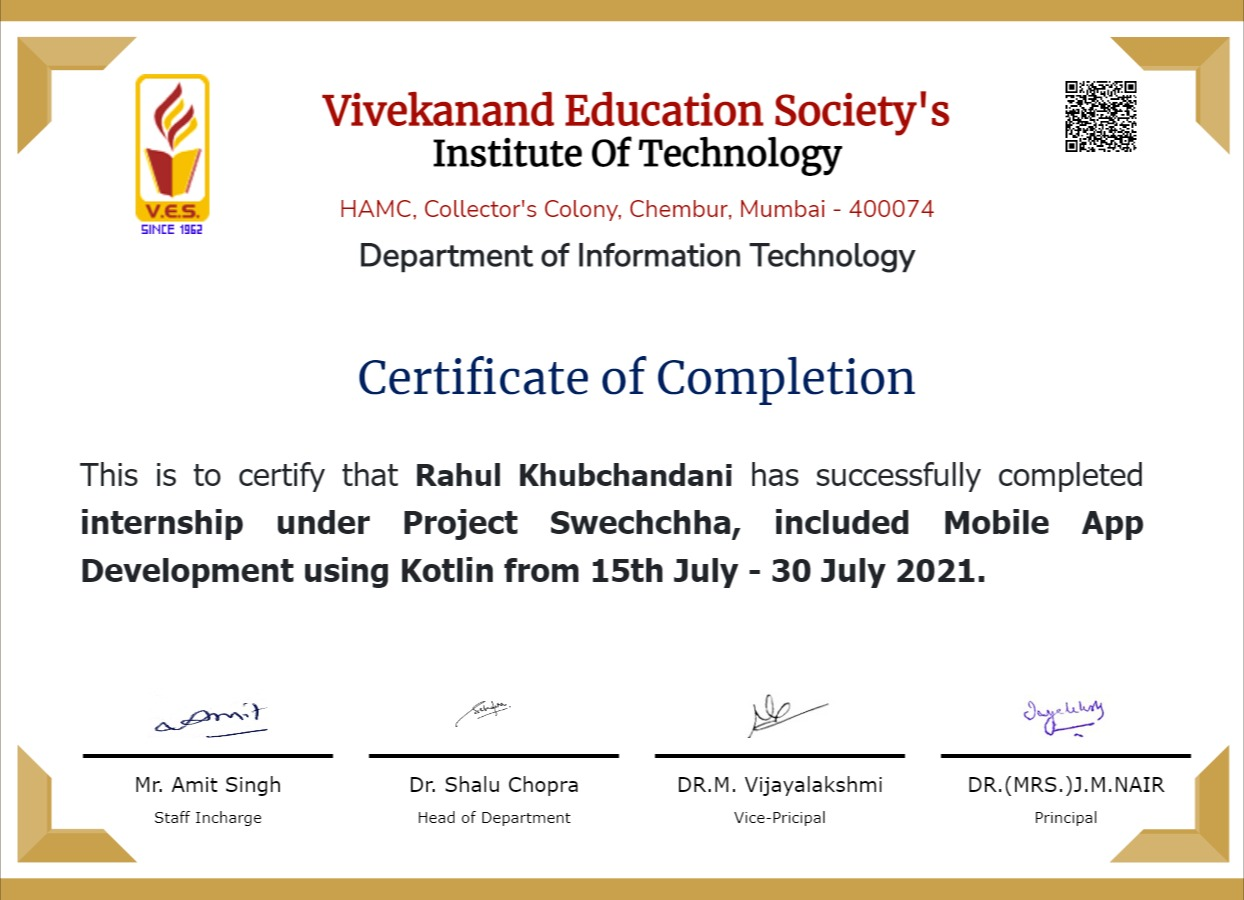 Vivekanand Education Society's
Institute Of Technology
HAMC, Collector's Colony, Chembur, Mumbai - 400074
Department of Information Technology
V.E.S.
SINCE 1962
Certificate of Completion
This is to certify that Rahul Khubchandani has successfully completed
internship under Project Swechchha, included Mobile App
Development using Kotlin from 15th July - 30 July 2021.
Amit
Mr. Amit Singh
Staff Incharge
Dr. Shalu Chopra
Head of Department
DR.M. Vijayalakshmi
Vice-Pricipal
DR.(MRS.)J.M.NAIR
Principal